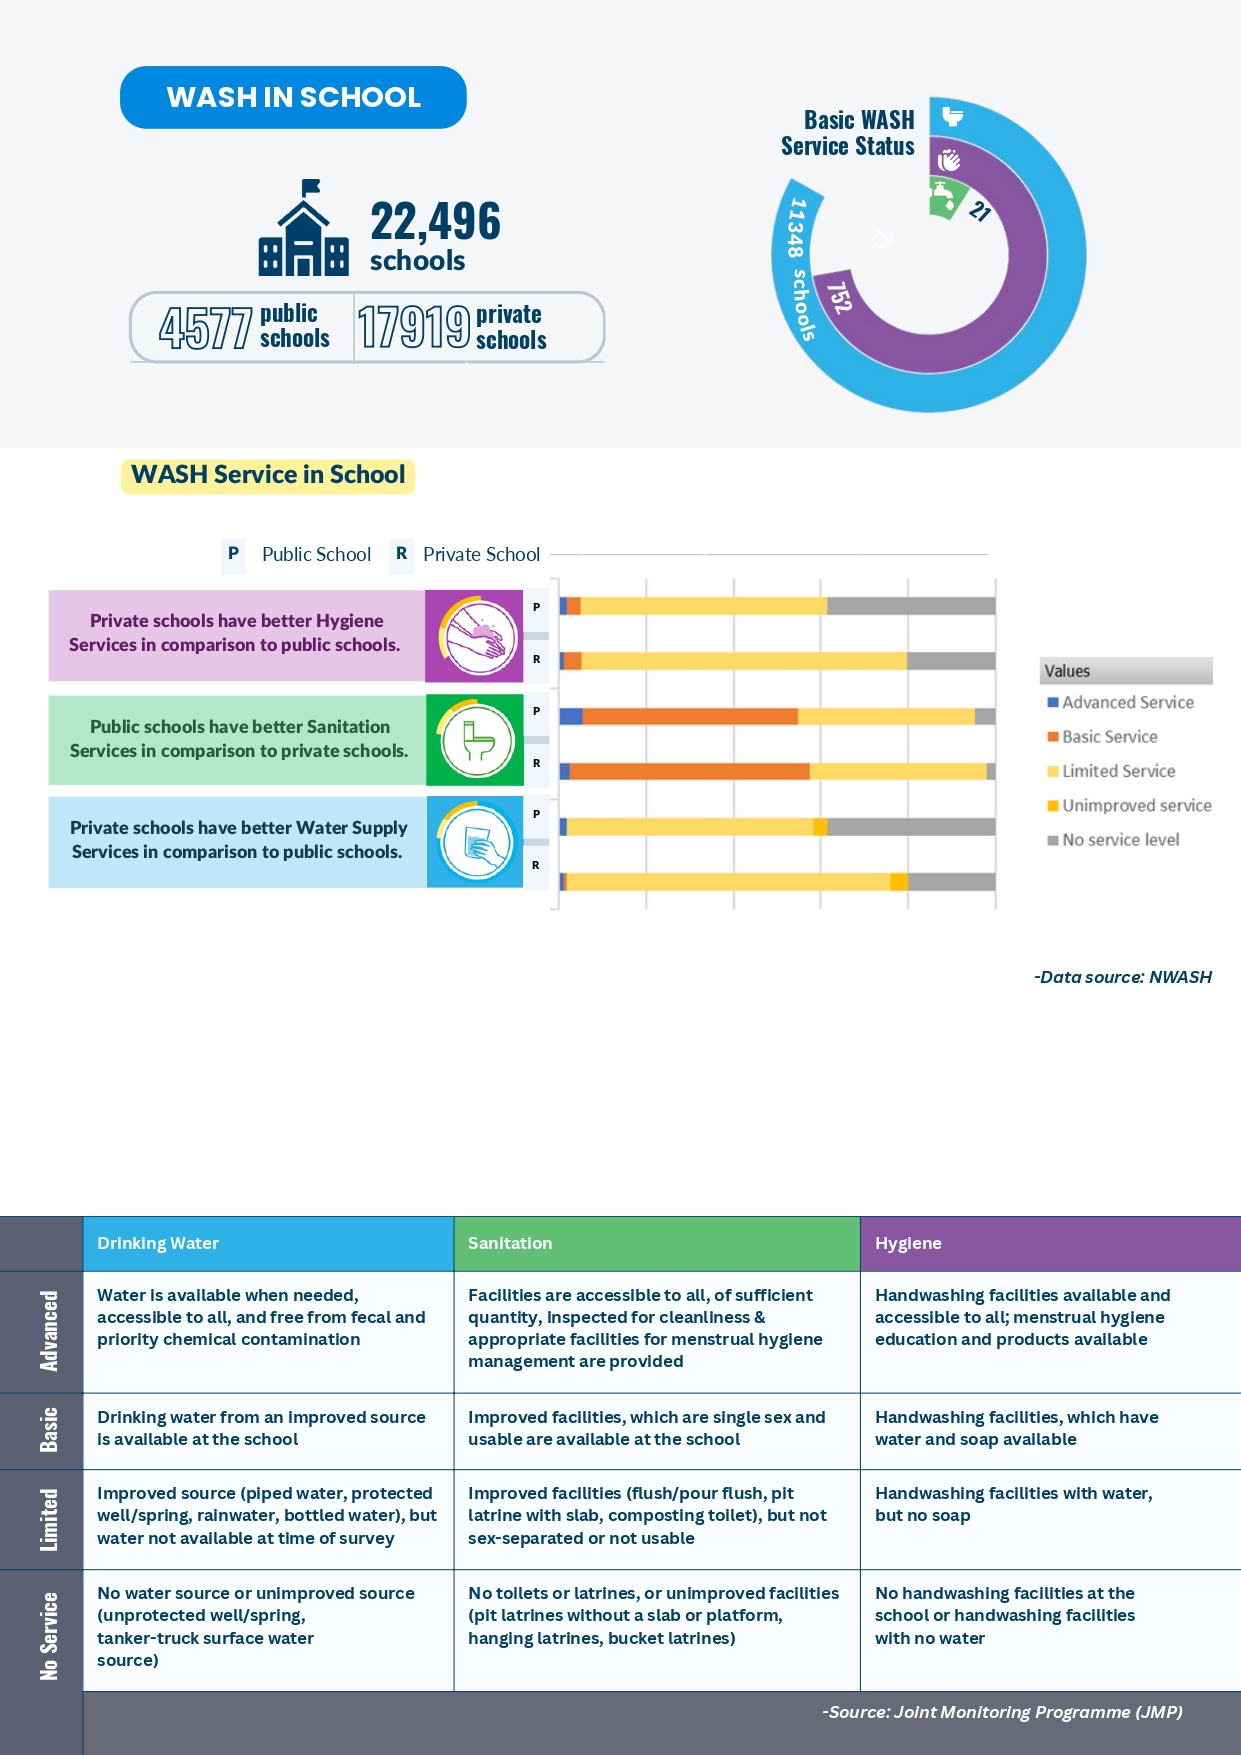 WASH IN SCHOOL
22,496
schools
4577 public
schools
17919 private
schools
Basic WASH
Service Status
21
21
752
11348 schools
WASH Service in School
P Public School R Private School
Private schools have better Hygiene
Services in comparison to public schools.
P
R
Public schools have better Sanitation
Services in comparison to private schools.
P
R
Private schools have better Water Supply
Services in comparison to public schools.
P
R
Values
Advanced Service
Basic Service
Limited Service
Unimproved service
No service level
-Data source: NWASH
Drinking Water
Sanitation
Hygiene
Advanced
Water is available when needed,
accessible to all, and free from fecal and
priority chemical contamination
Facilities are accessible to all, of sufficient
quantity, inspected for cleanliness &
appropriate facilities for menstrual hygiene
management are provided
Handwashing facilities available and
accessible to all; menstrual hygiene
education and products available
Basic
Drinking water from an improved source
is available at the school
Improved facilities, which are single sex and
usable are available at the school
Handwashing facilities, which have
water and soap available
Limited
Improved source (piped water, protected
well/spring, rainwater, bottled water), but
water not available at time of survey
Improved facilities (flush/pour flush, pit
latrine with slab, composting toilet), but not
sex-separated or not usable
Handwashing facilities with water,
but no soap
No Service
No water source or unimproved source
(unprotected well/spring,
tanker-truck surface water
source)
No toilets or latrines, or unimproved facilities
(pit latrines without a slab or platform,
hanging latrines, bucket latrines)
No handwashing facilities at the
school or handwashing facilities
with no water
-Source: Joint Monitoring Programme (JMP)